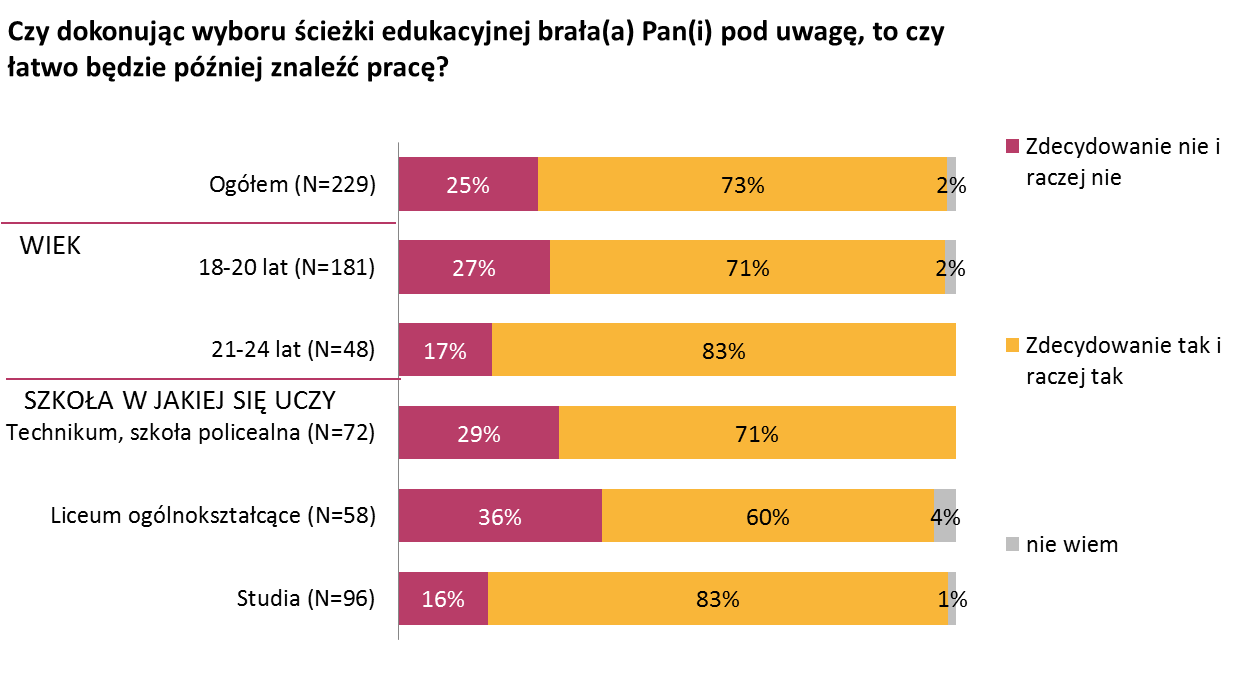 Czy dokonując wyboru ścieżki edukacyjnej brała(a) Pan(i) pod uwagę, to czy
łatwo będzie później znaleźć pracę?
Ogółem (N=229) 25% 73% 2%
WIEK
18-20 lat (N=181) 27% 71% 2%
21-24 lat (N=48) 17% 83%
SZKOŁA W JAKIEJ SIĘ UCZY
Technikum, szkoła policealna (N=72) 29% 71%
Liceum ogólnokształcące (N=58) 36% 60% 4%
Studia (N=96) 16% 83% 1%
Zdecydowanie nie i
raczej nie
Zdecydowanie tak i
raczej tak
nie wiem